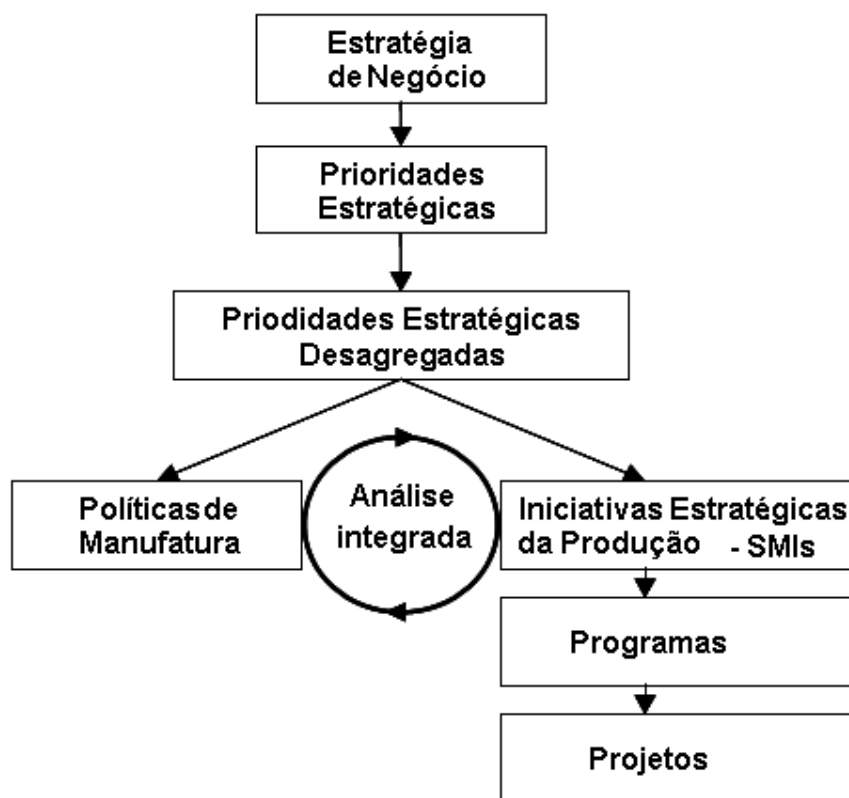 Estratégia
de Negócio
Prioridades
Estratégicas
Priodidades Estratégicas
Desagregadas
Políticas de
Manufatura
Análise
integrada
Iniciativas Estratégicas
da Produção - SMIs
Programas
Projetos